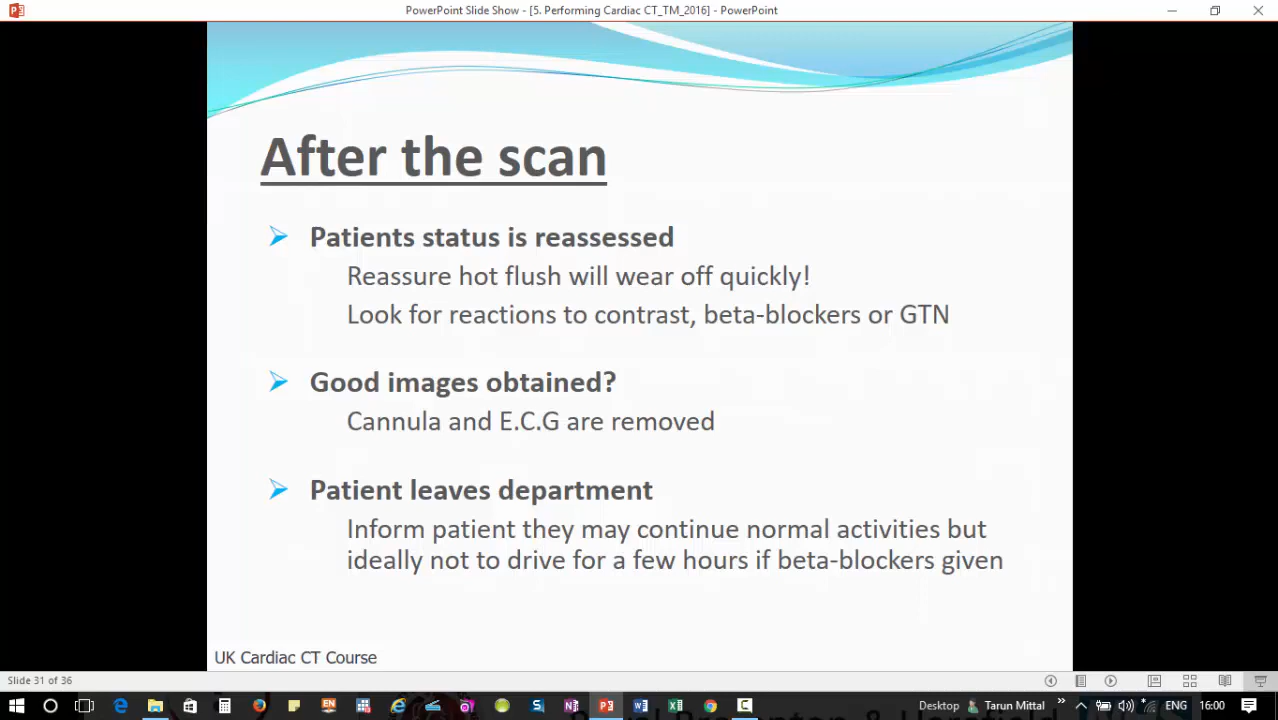 PowerPoint Slide Show - [5. Performing Cardiac CT_TM_2016] - PowerPoint
After the scan
Patients status is reassessed
Reassure hot flush will wear off quickly!
Look for reactions to contrast, beta-blockers or GTN
Good images obtained?
Cannula and E.C.G are removed
Patient leaves department
Inform patient they may continue normal activities but
ideally not to drive for a few hours if beta-blockers given
UK Cardiac CT Course
Slide 31 of 36
Desktop
Tarun Mittal
ENG
16:00